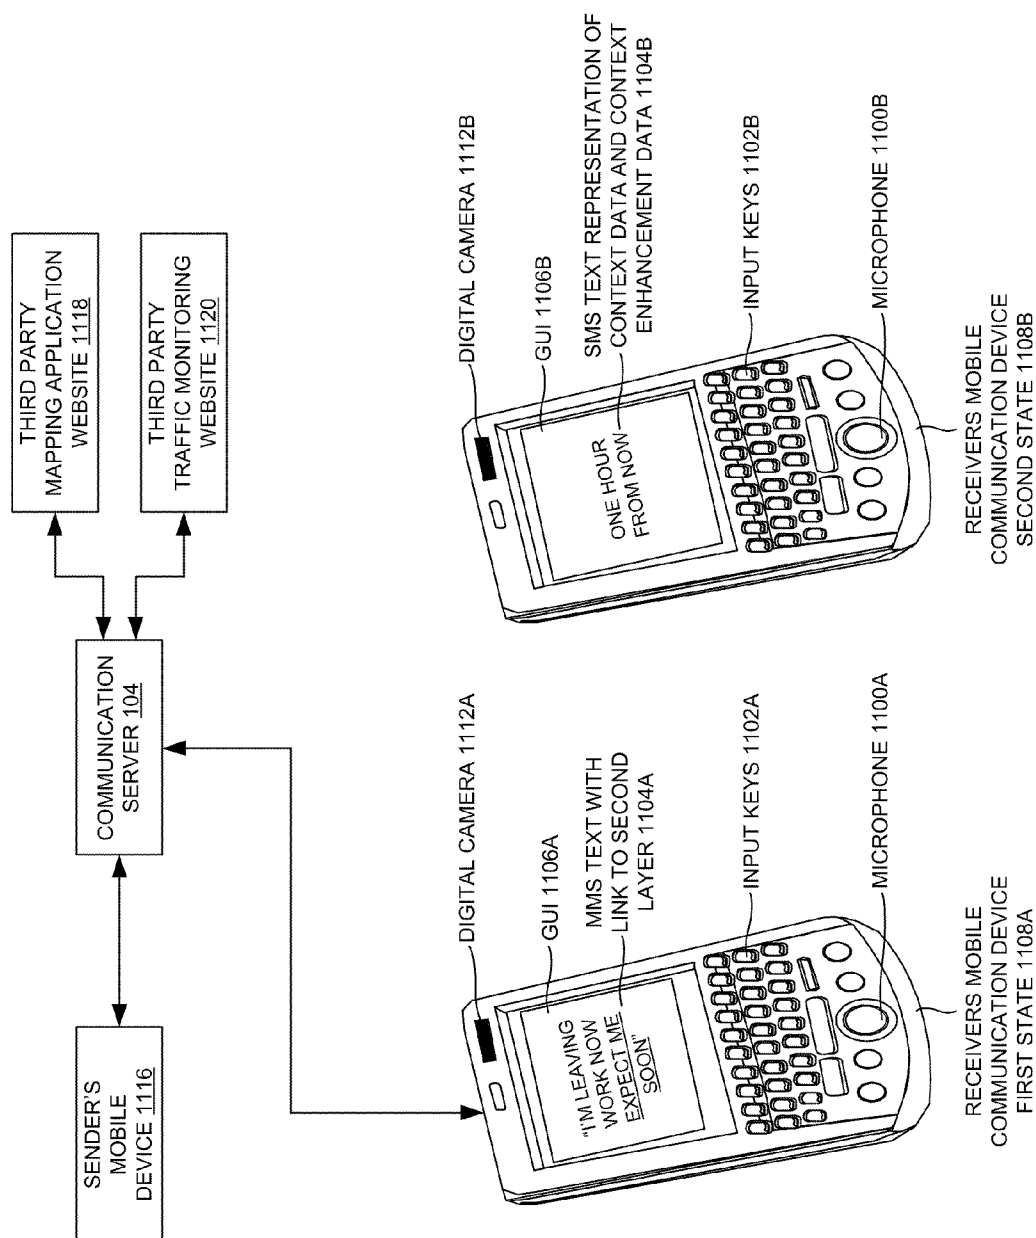 SENDER'S
MOBILE
DEVICE 1116
COMMUNICATION
SERVER 104
THIRD PARTY
MAPPING APPLICATION
WEBSITE 1118
THIRD PARTY
TRAFFIC MONITORING
WEBSITE 1120
DIGITAL CAMERA 1112A
GUI 1106A
"I'M LEAVING
WORK NOW
EXPECT ME
SOON"
MMS TEXT WITH
LINK TO SECOND
LAYER 1104A
INPUT KEYS 1102A
MICROPHONE 1100A
RECEIVERS MOBILE
COMMUNICATION DEVICE
FIRST STATE 1108A
DIGITAL CAMERA 1112B
GUI 1106B
ONE HOUR
FROM NOW
SMS TEXT REPRESENTATION OF
CONTEXT DATA AND CONTEXT
ENHANCEMENT DATA 1104B
INPUT KEYS 1102B
MICROPHONE 1100B
RECEIVERS MOBILE
COMMUNICATION DEVICE
SECOND STATE 1108B